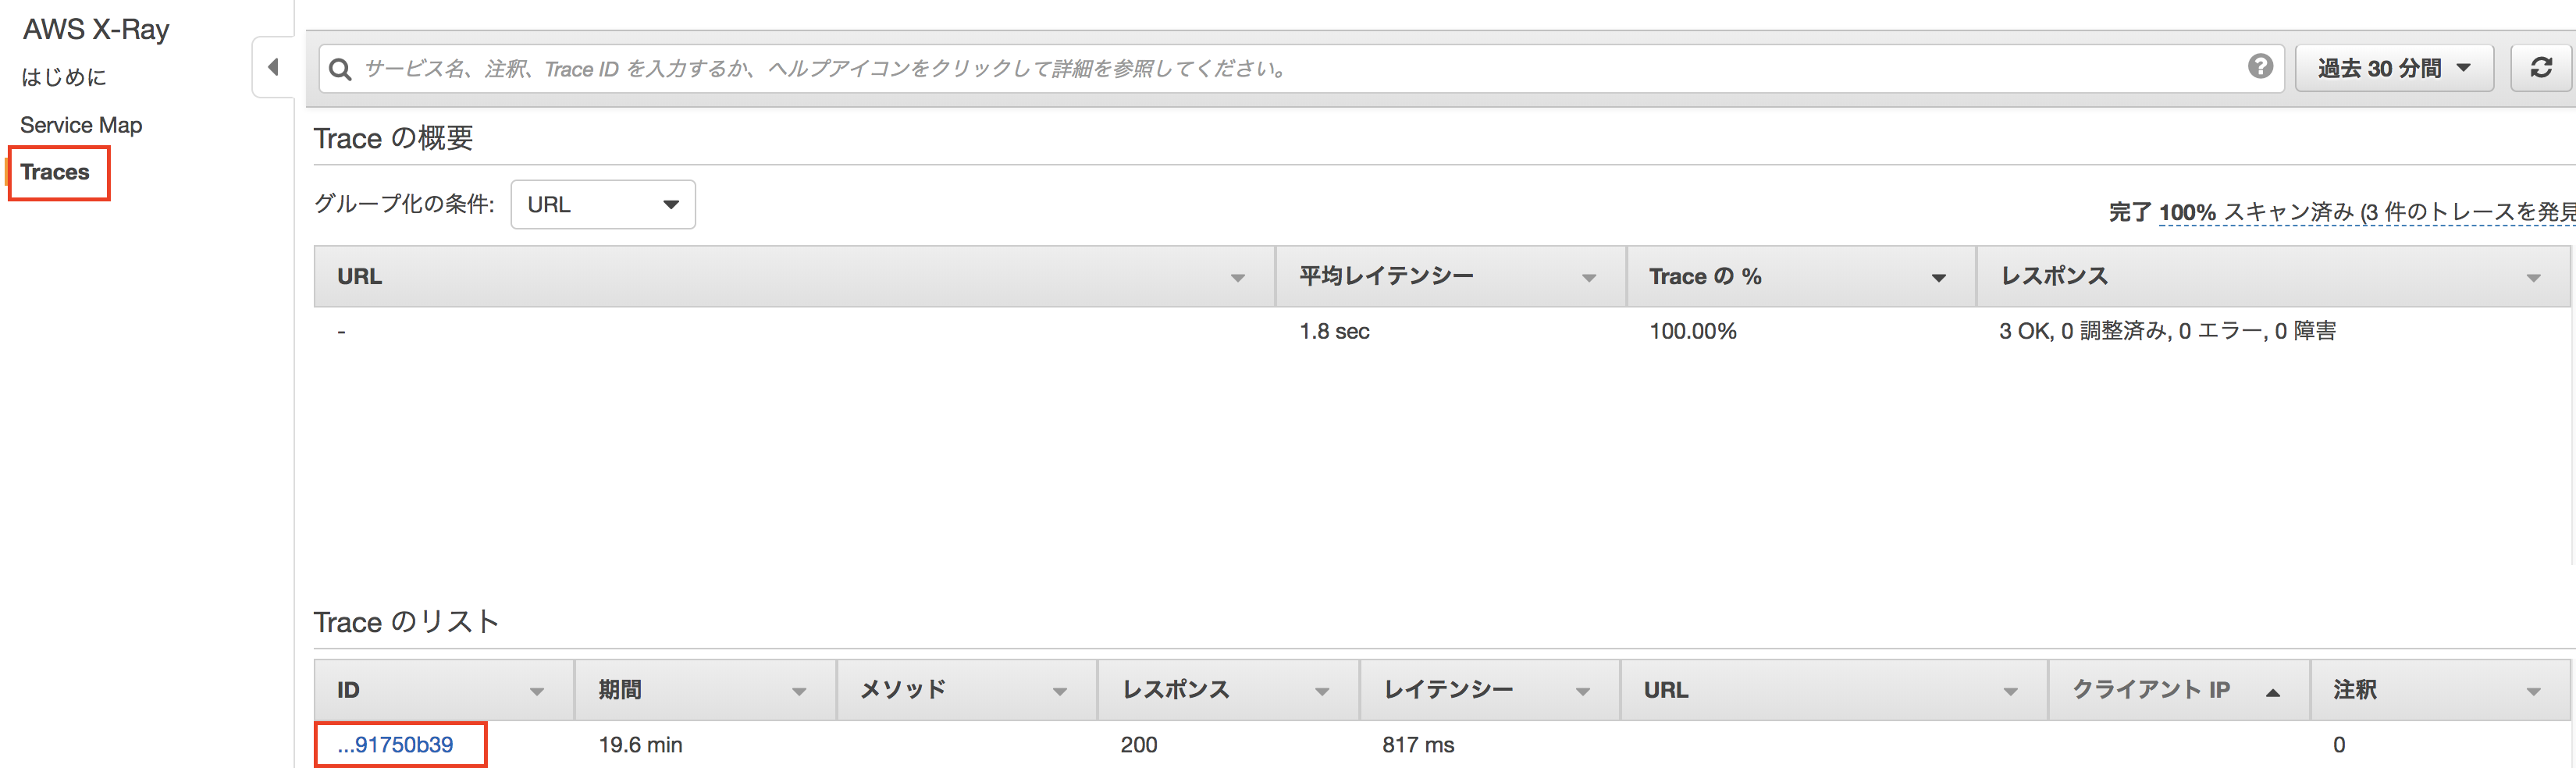 AWS X-Ray
はじめに
Service Map
Traces
サービス名、注釈、Trace ID を入力するか、ヘルプアイコンをクリックして詳細を参照してください。
?
過去 30 分間
Trace の概要
グループ化の条件: URL
完了 100% スキャン済み (3 件のトレースを発見
URL 平均レイテンシー Trace の % レスポンス
- 1.8 sec 100.00% 3 OK, 0 調整済み, 0 エラー, 0 障害
Trace のリスト
ID 期間 メソッド レスポンス レイテンシー URL クライアント IP 注釈
...91750b39 19.6 min 200 817 ms 0